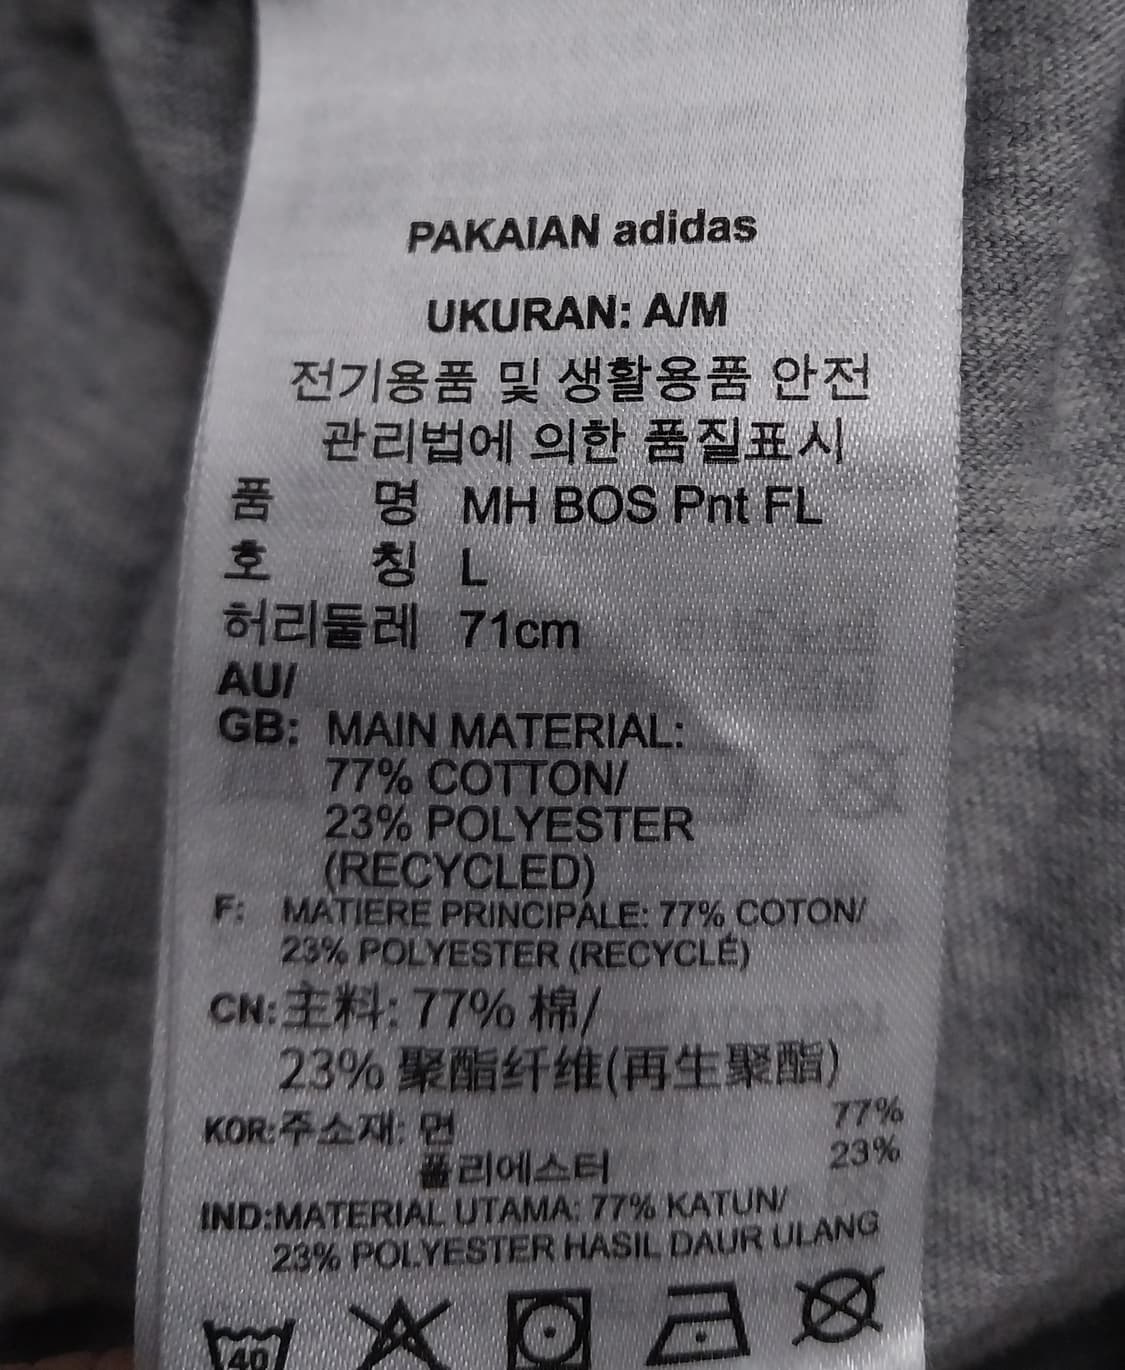 PAKAIAN adidas
UKURAN: A/M
전기용품 및 생활용품 안전
관리법에 의한 품질표시
품 명 MH BOS Pnt FL
호 칭 L
허리둘레 71cm
AU/
GB: MAIN MATERIAL:
77% COTTON/
23% POLYESTER
(RECYCLED)
F: MATIERE PRINCIPALE: 77% COTON/
23% POLYESTER (RECYCLÉ)
CN:主料: 77% 棉/
23% 聚酯纤维(再生聚酯)
KOR:주소재: 면 77%
폴리에스터 23%
IND:MATERIAL UTAMA: 77% KATUN/
23% POLYESTER HASIL DAUR ULANG
40